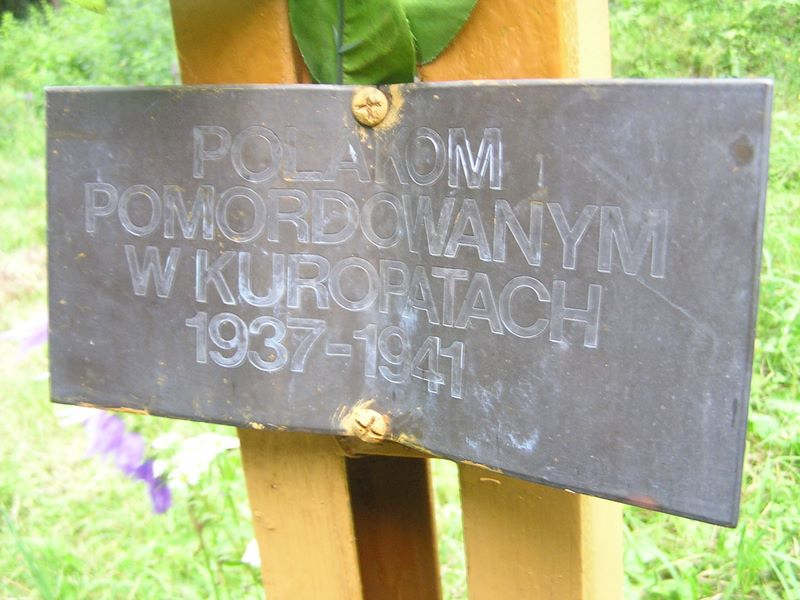 POLAKOM
POMORDOWANYM
W KUROPATACH
1937-1941